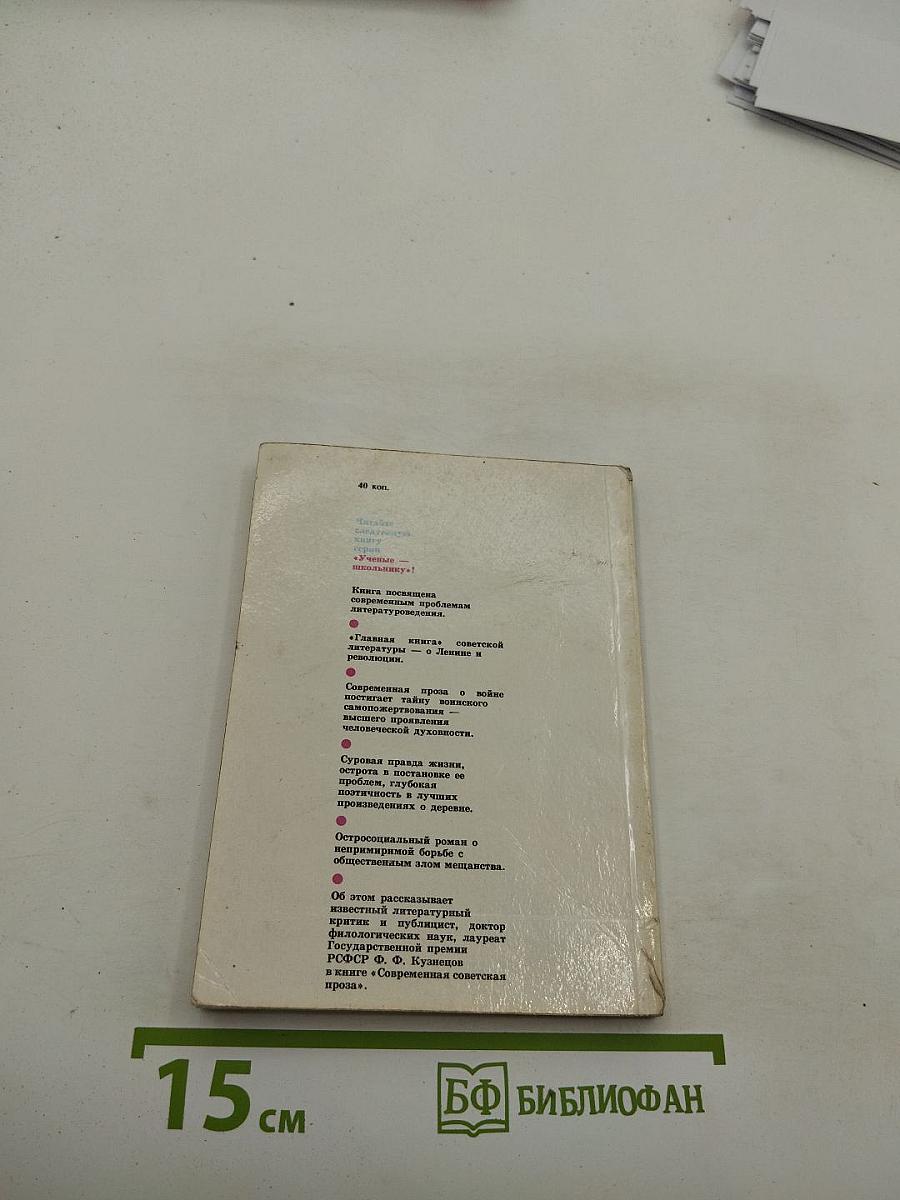 40 коп.
Читайте
следующую
книгу
серии
«Ученые —
школьнику»!
Книга посвящена
современным проблемам
литературоведения.
«Главная книга» советской
литературы — о Ленине и
революции.
Современная проза о войне
постигает тайну воинского
самопожертвования —
высшего проявления
человеческой духовности.
Суровая правда жизни,
острота в постановке ее
проблем, глубокая
поэтичность в лучших
произведениях о деревне.
Остросоциальный роман о
непримиримой борьбе с
общественным злом мещанства.
Об этом рассказывает
известный литературный
критик и публицист, доктор
филологических наук, лауреат
Государственной премии
РСФСР Ф. Ф. Кузнецов
в книге «Современная советская
проза».
15 см
БФ БИБЛИОФАН